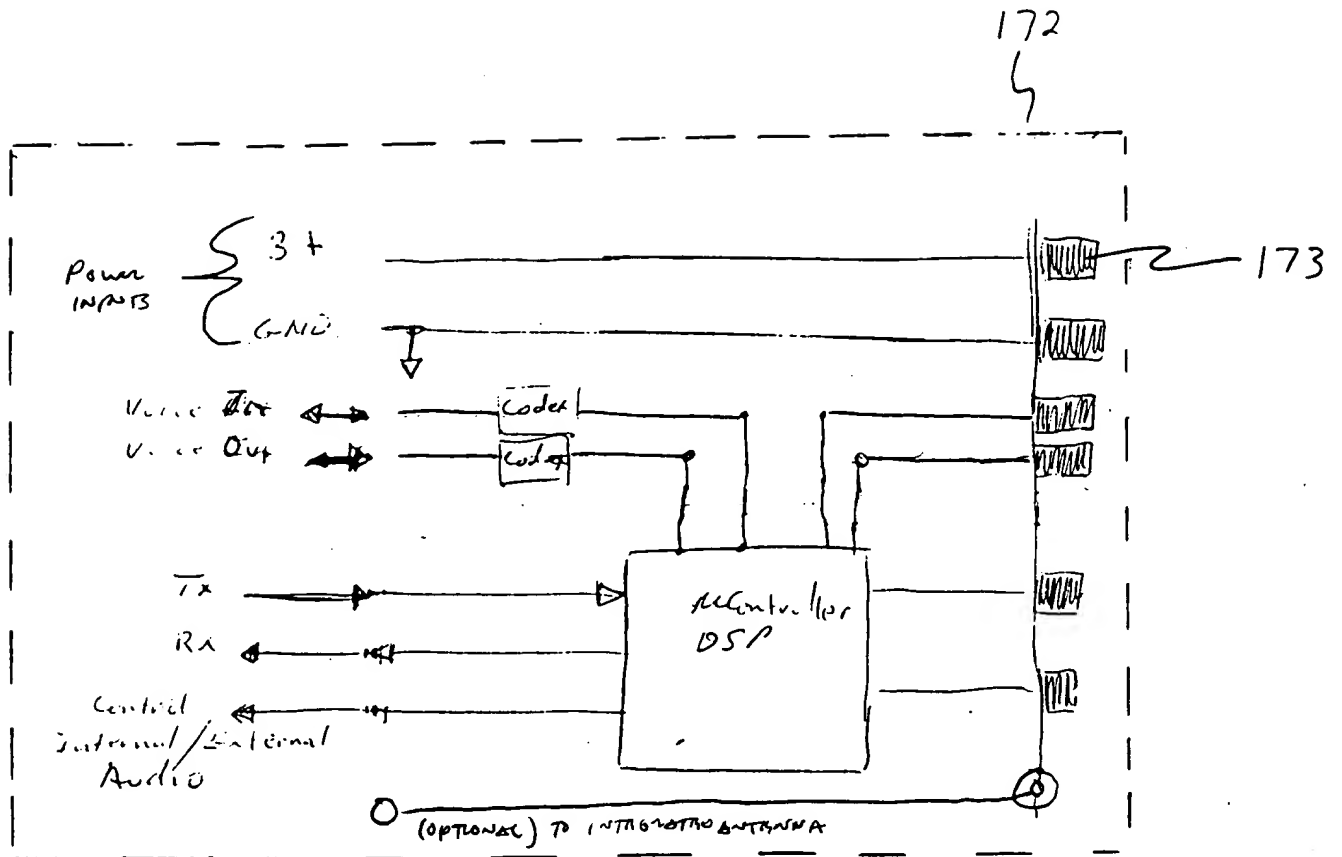 172
173
3+
Power
INPUTS
GND
Voice
Codec
Voice Out
Codec
Tx
RX
µController
DSP
Control
Internal/External
Audio
(OPTIONAL) TO INTEGRATED ANTENNA